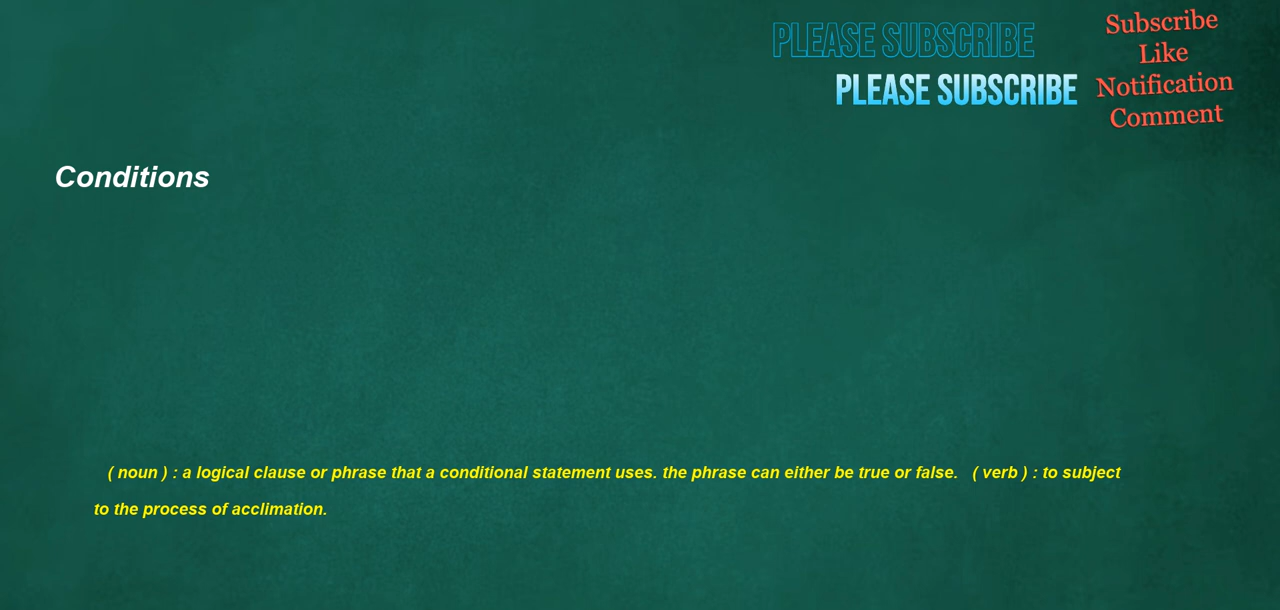 PLEASE SUBSCRIBE
PLEASE SUBSCRIBE
Subscribe
Like
Notification
Comment
Conditions
( noun ) : a logical clause or phrase that a conditional statement uses. the phrase can either be true or false. ( verb ) : to subject
to the process of acclimation.